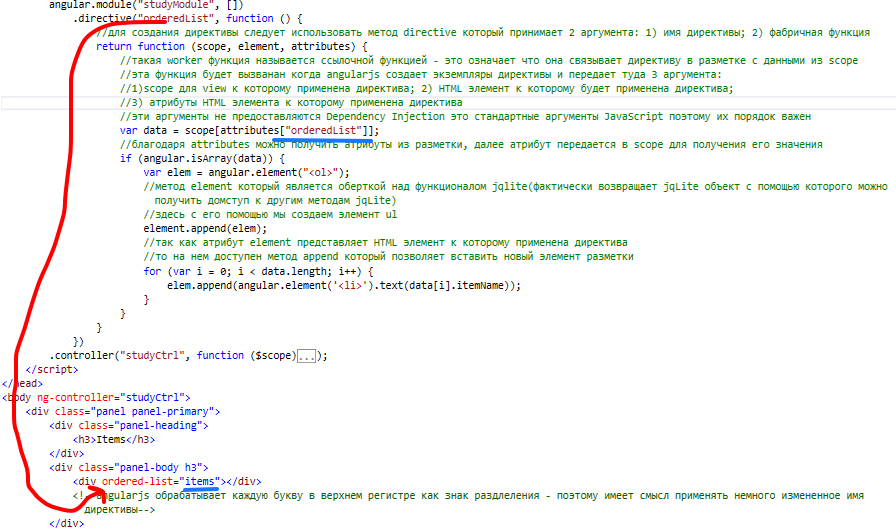 angular.module("studyModule", [])
.directive("orderedList", function () {
//для создания директивы следует использовать метод directive который принимает 2 аргумента: 1) имя директивы; 2) фабричная функция
return function (scope, element, attributes) {
//такая worker функция называется ссылочной функцией - это означает что она связывает директиву в разметке с данными из scope
//эта функция будет вызванан когда angularjs создает экземпляры директивы и передает туда 3 аргумента:
//1)scope для view к которому применена директива; 2) HTML элемент к которому будет применена директива;
//3) атрибуты HTML элемента к которому применена директива
//эти аргументы не предоставляются Dependency Injection это стандартные аргументы JavaScript поэтому их порядок важен
var data = scope[attributes["orderedList"]];
//благодаря attributes можно получить атрибуты из разметки, далее атрибут передается в scope для получения его значения
if (angular.isArray(data)) {
var elem = angular.element("<ol>");
//метод element который является оберткой над функционалом jqlite(фактически возвращает jqLite объект с помощью которого можно
получить домступ к другим методам jqLite)
//здесь с его помощью мы создаем элемент ul
element.append(elem);
//так как атрибут element представляет HTML элемент к которому применена директива
//то на нем доступен метод append который позволяет вставить новый элемент разметки
for (var i = 0; i < data.length; i++) {
elem.append(angular.element('<li>').text(data[i].itemName));
}
}
}
})
.controller("studyCtrl", function ($scope)...);
</script>
</head>
<body ng-controller="studyCtrl">
<div class="panel panel-primary">
<div class="panel-heading">
<h3>Items</h3>
</div>
<div class="panel-body h3">
<div ordered-list="items"></div>
<!--angularjs обрабатывает каждую букву в верхнем регистре как знак раздления - поэтому имеет смысл применять немного измененное имя
директивы-->
</div>